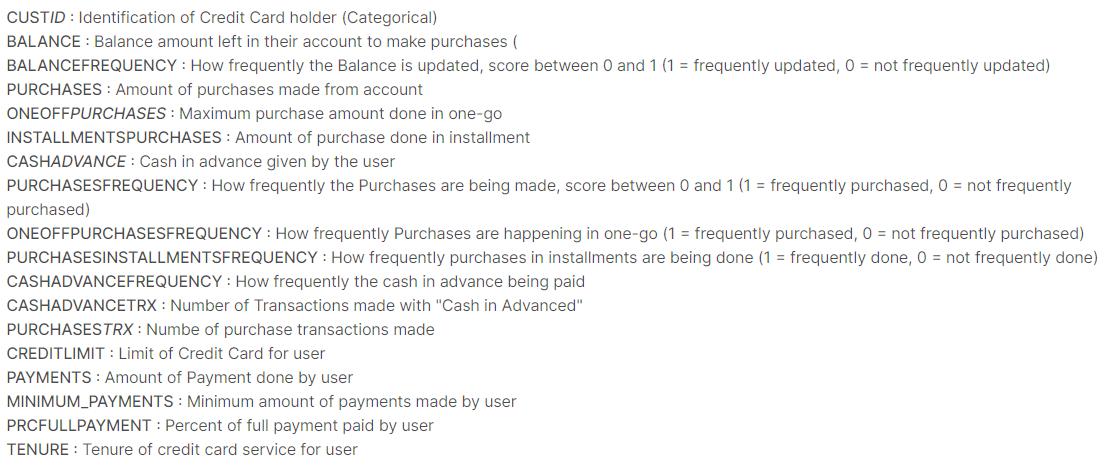 CUSTID : Identification of Credit Card holder (Categorical)
BALANCE : Balance amount left in their account to make purchases (
BALANCEFREQUENCY : How frequently the Balance is updated, score between 0 and 1 (1 = frequently updated, 0 = not frequently updated)
PURCHASES : Amount of purchases made from account
ONEOFFPURCHASES : Maximum purchase amount done in one-go
INSTALLMENTSPURCHASES : Amount of purchase done in installment
CASHADVANCE : Cash in advance given by the user
PURCHASESFREQUENCY : How frequently the Purchases are being made, score between 0 and 1 (1 = frequently purchased, 0 = not frequently
purchased)
ONEOFFPURCHASESFREQUENCY : How frequently Purchases are happening in one-go (1 = frequently purchased, 0 = not frequently purchased)
PURCHASESINSTALLMENTSFREQUENCY : How frequently purchases in installments are being done (1 = frequently done, 0 = not frequently done)
CASHADVANCEFREQUENCY : How frequently the cash in advance being paid
CASHADVANCETRX : Number of Transactions made with "Cash in Advanced"
PURCHASESTRX : Numbe of purchase transactions made
CREDITLIMIT : Limit of Credit Card for user
PAYMENTS : Amount of Payment done by user
MINIMUM_PAYMENTS : Minimum amount of payments made by user
PRCFULLPAYMENT : Percent of full payment paid by user
TENURE : Tenure of credit card service for user